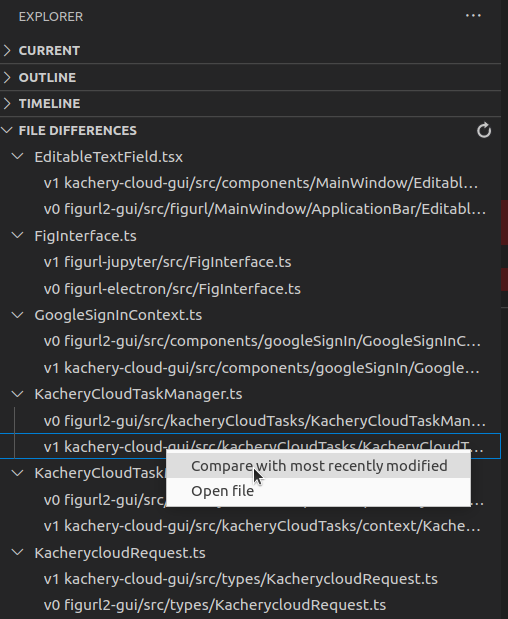 EXPLORER
CURRENT
OUTLINE
TIMELINE
FILE DIFFERENCES
EditableTextField.tsx
v1 kachery-cloud-gui/src/components/MainWindow/Editabl...
v0 figurl2-gui/src/figurl/MainWindow/ApplicationBar/Editabl...
FigInterface.ts
v1 figurl-jupyter/src/FigInterface.ts
v0 figurl-electron/src/FigInterface.ts
GoogleSignInContext.ts
v0 figurl2-gui/src/components/googleSignIn/GoogleSignInC...
v1 kachery-cloud-gui/src/components/googleSignIn/Google...
KacheryCloudTaskManager.ts
v0 figurl2-gui/src/kacheryCloudTasks/KacheryCloudTaskMan...
v1 kachery-cloud-gui/src/kacheryCloudTasks/KacheryCloudT...
Compare with most recently modified
KacheryCloudTask
Open file
v0 figurl2-gui/src/
v1 kachery-cloud-gui/src/kacheryCloudTasks/context/Kache...
KacherycloudRequest.ts
v1 kachery-cloud-gui/src/types/KacherycloudRequest.ts
v0 figurl2-gui/src/types/KacherycloudRequest.ts